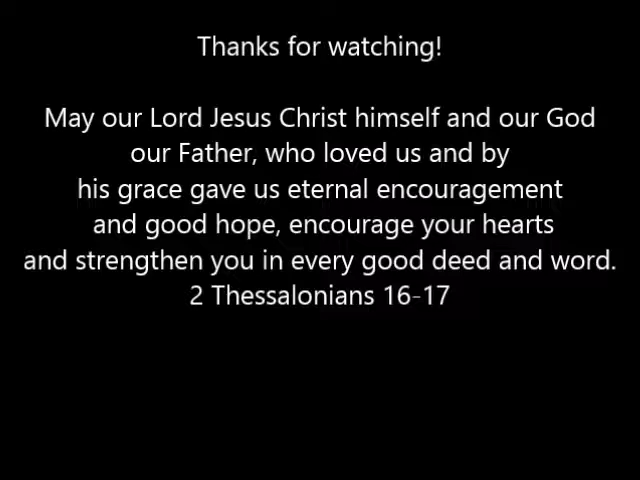 Thanks for watching!
May our Lord Jesus Christ himself and our God
our Father, who loved us and by
his grace gave us eternal encouragement
and good hope, encourage your hearts
and strengthen you in every good deed and word.
2 Thessalonians 16-17